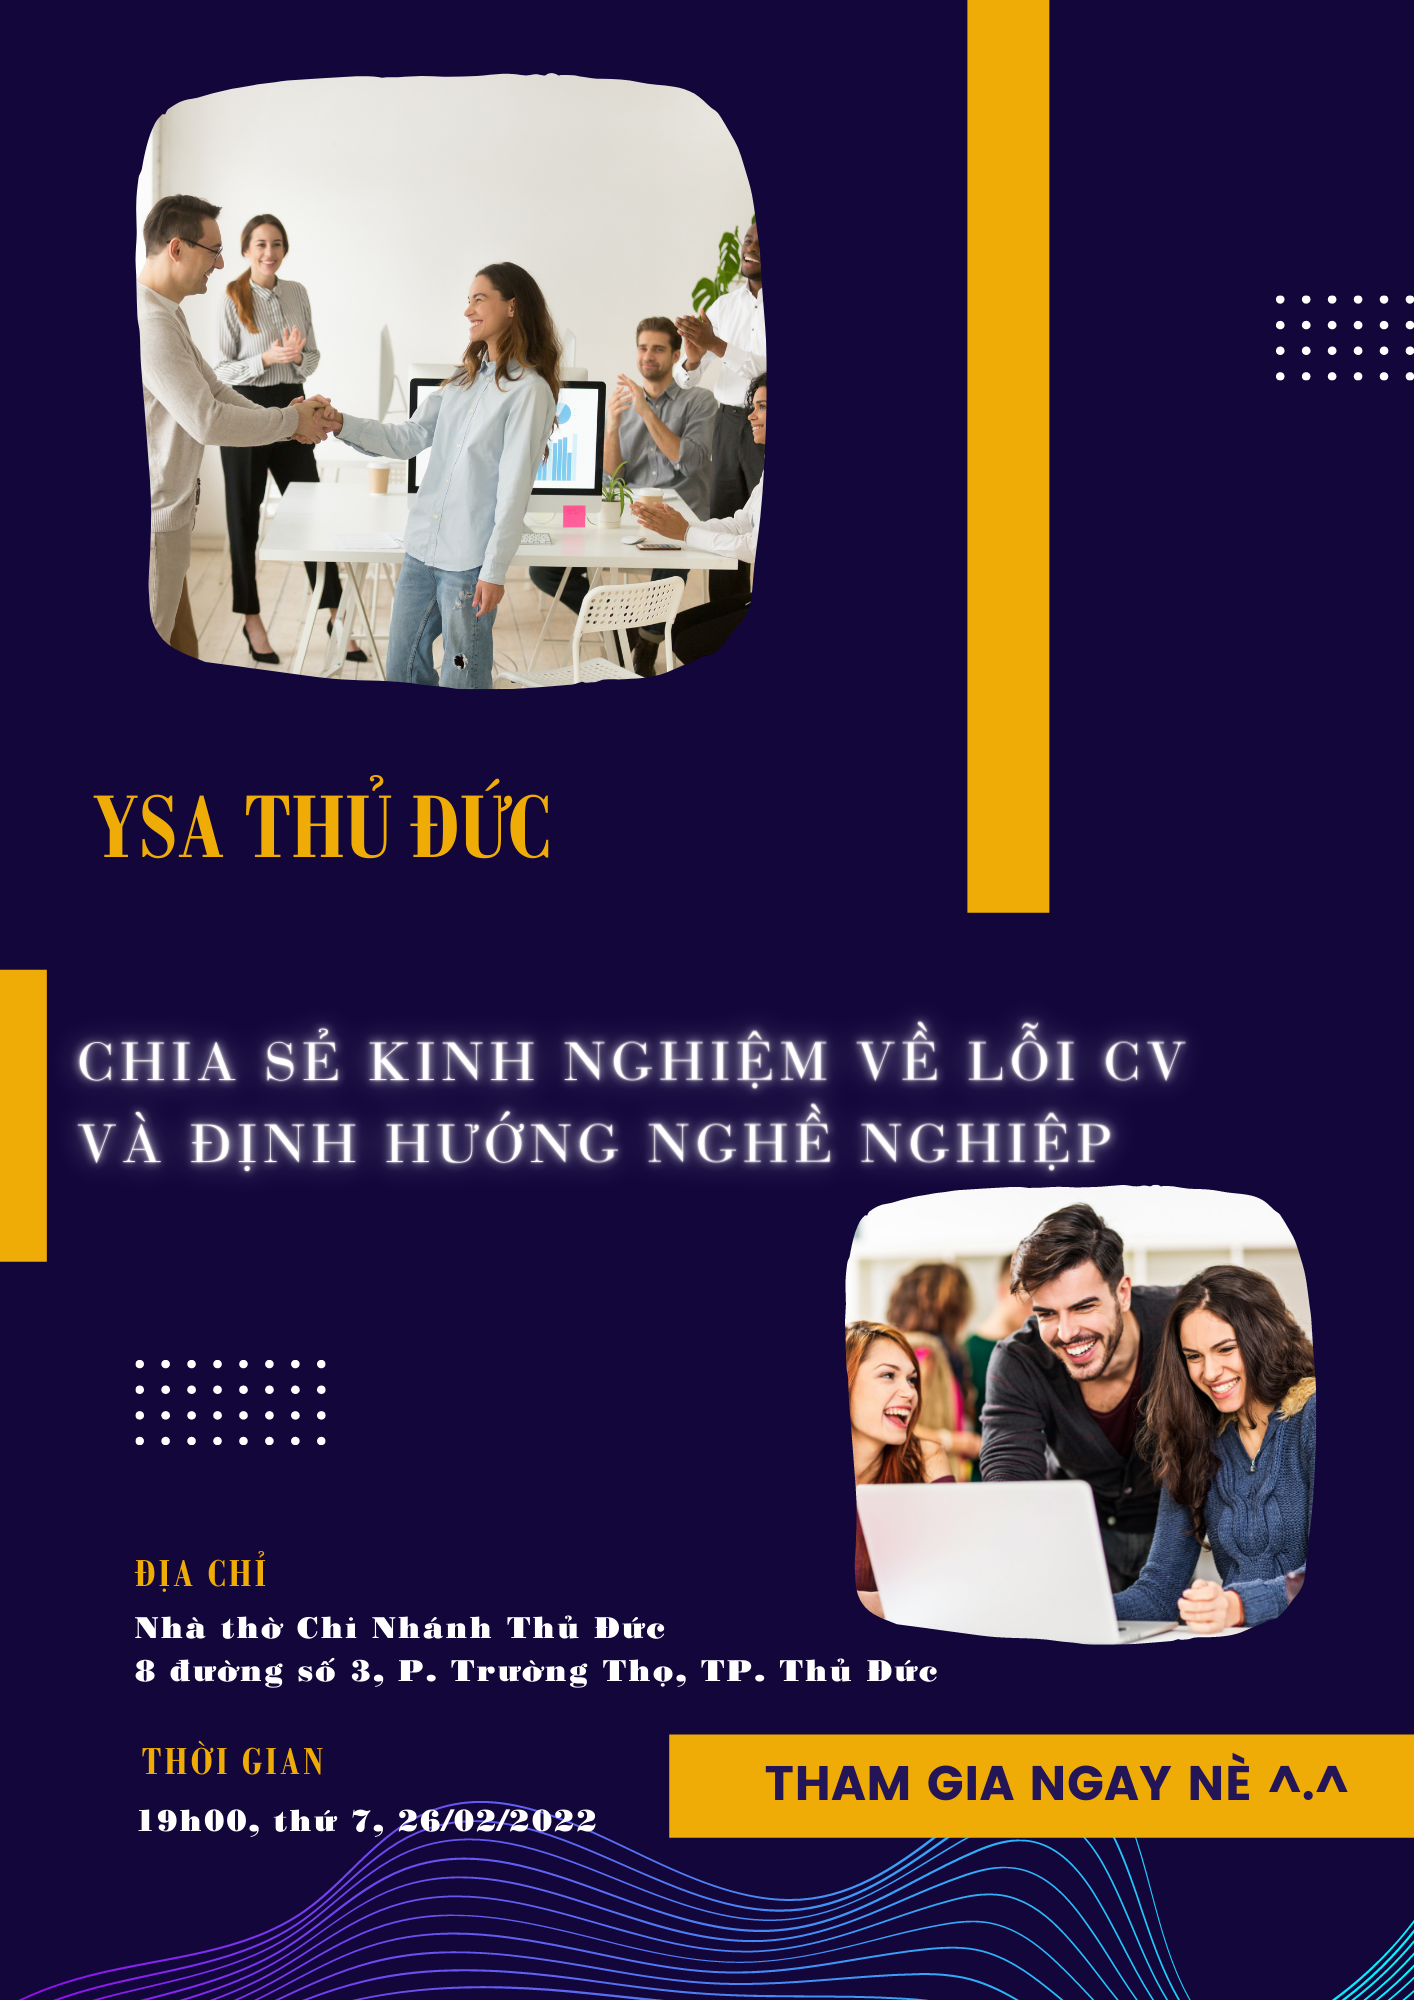 YSA THỦ ĐỨC
CHIA SẺ KINH NGHIỆM VỀ LỖI CV
VÀ ĐỊNH HƯỚNG NGHỀ NGHIỆP
ĐỊA CHỈ
Nhà thờ Chi Nhánh Thủ Đức
8 đường số 3, P. Trường Thọ, TP. Thủ Đức
THỜI GIAN
19h00, thứ 7, 26/02/2022
THAM GIA NGAY NÈ ^.^